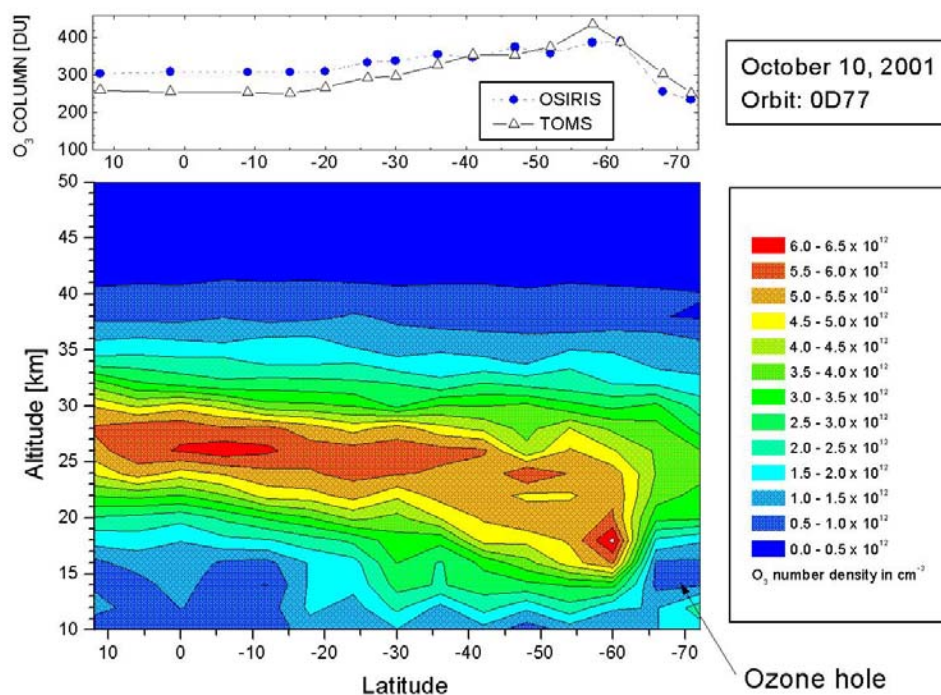 O₃ COLUMN [DU]
400
300
200
100
OSIRIS
TOMS
10 0 -10 -20 -30 -40 -50 -60 -70
October 10, 2001
Orbit: 0D77
Altitude [km]
50
45
40
35
30
25
20
15
10
10 0 -10 -20 -30 -40 -50 -60 -70
Latitude
6.0 - 6.5 x 10¹²
5.5 - 6.0 x 10¹²
5.0 - 5.5 x 10¹²
4.5 - 5.0 x 10¹²
4.0 - 4.5 x 10¹²
3.5 - 4.0 x 10¹²
3.0 - 3.5 x 10¹²
2.5 - 3.0 x 10¹²
2.0 - 2.5 x 10¹²
1.5 - 2.0 x 10¹²
1.0 - 1.5 x 10¹²
0.5 - 1.0 x 10¹²
0.0 - 0.5 x 10¹²
O₃ number density in cm⁻³
Ozone hole